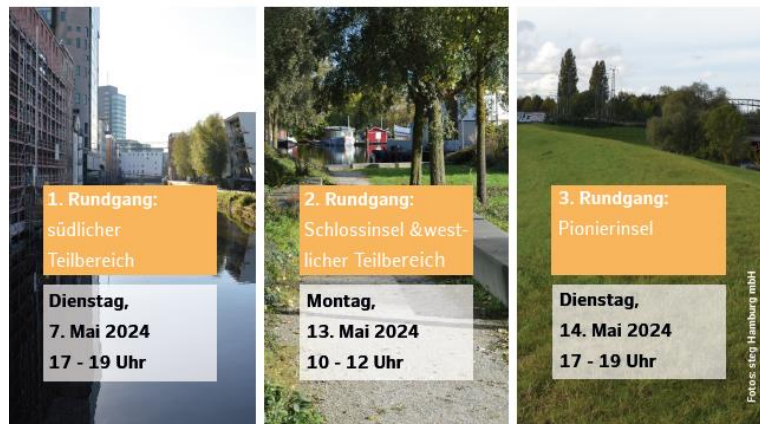 1. Rundgang:
südlicher
Teilbereich
Dienstag,
7. Mai 2024
17 - 19 Uhr
2. Rundgang:
Schlossinsel &west-
licher Teilbereich
Montag,
13. Mai 2024
10 - 12 Uhr
3. Rundgang:
Pionierinsel
Dienstag,
14. Mai 2024
17 - 19 Uhr
Fotos: steg Hamburg mbH